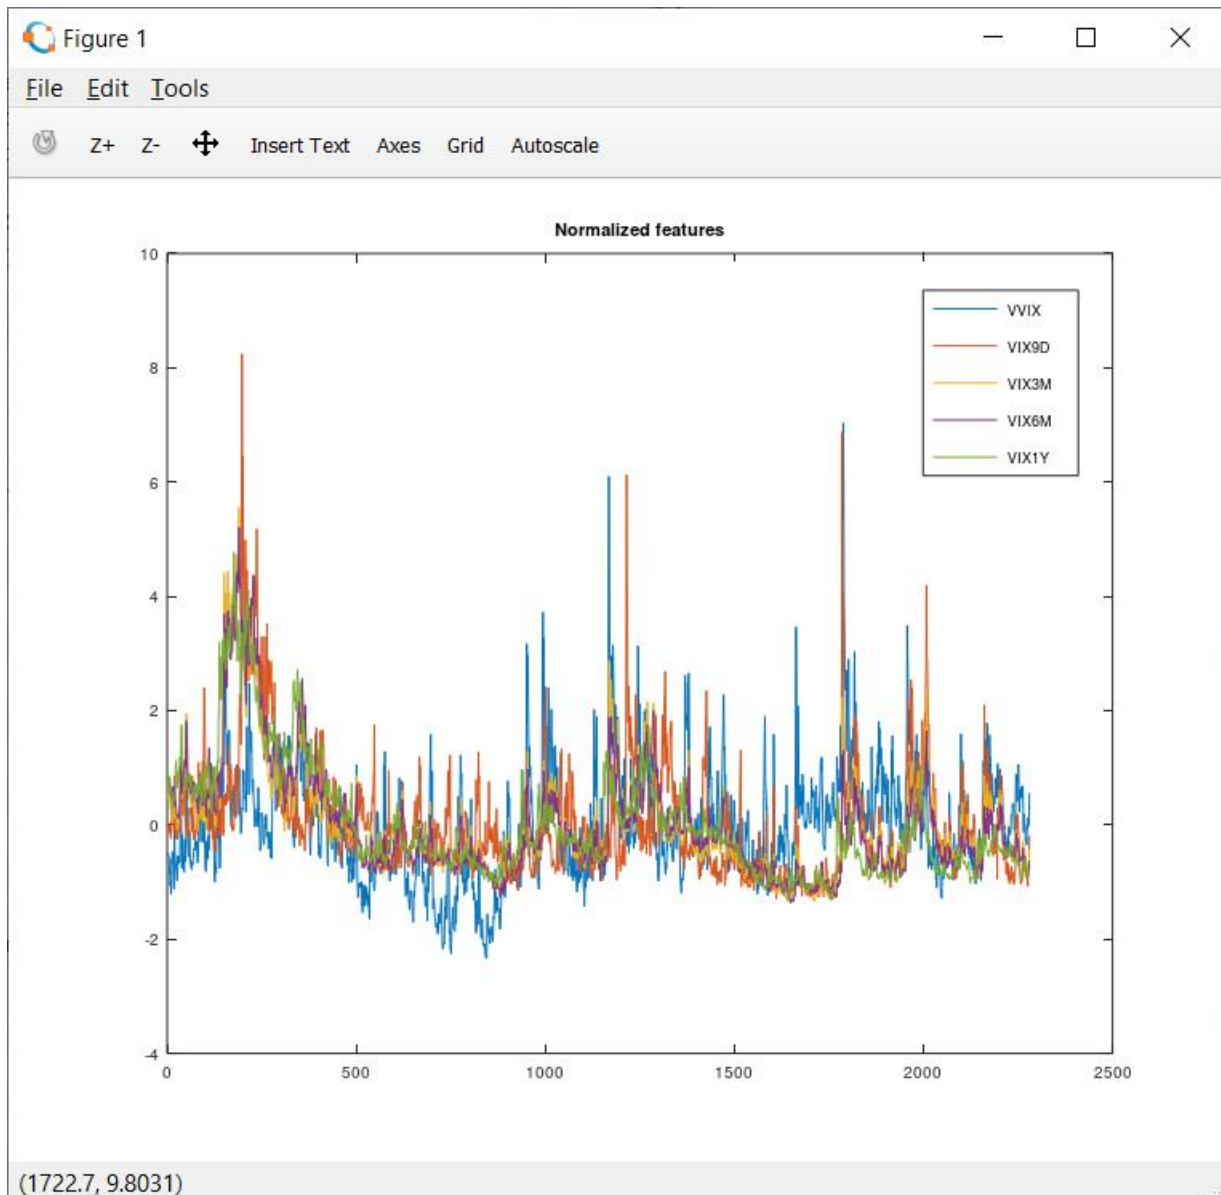 Figure 1
File Edit Tools
Z+ Z- Insert Text Axes Grid Autoscale
Normalized features
10
8
6
4
2
0
-2
-4
0 500 1000 1500 2000 2500
VVIX
VIX9D
VIX3M
VIX6M
VIX1Y
(1722.7, 9.8031)